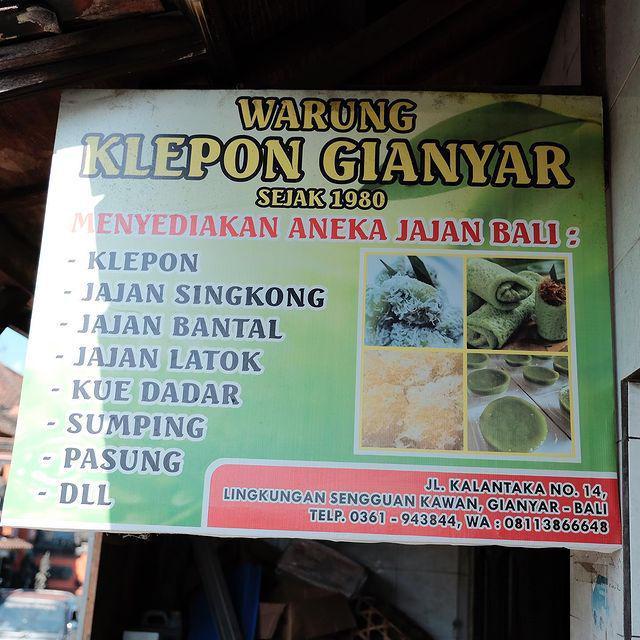 WARUNG
KLEPON GIANYAR
SEJAK 1980
MENYEDIAKAN ANEKA JAJAN BALI :
- KLEPON
- JAJAN SINGKONG
- JAJAN BANTAL
- JAJAN LATOK
- KUE DADAR
- SUMPING
- PASUNG
- DLL
JL. KALANTAKA NO. 14,
LINGKUNGAN SENGGUAN KAWAN, GIANYAR - BALI
TELP. 0361 - 943844, WA : 08113866648